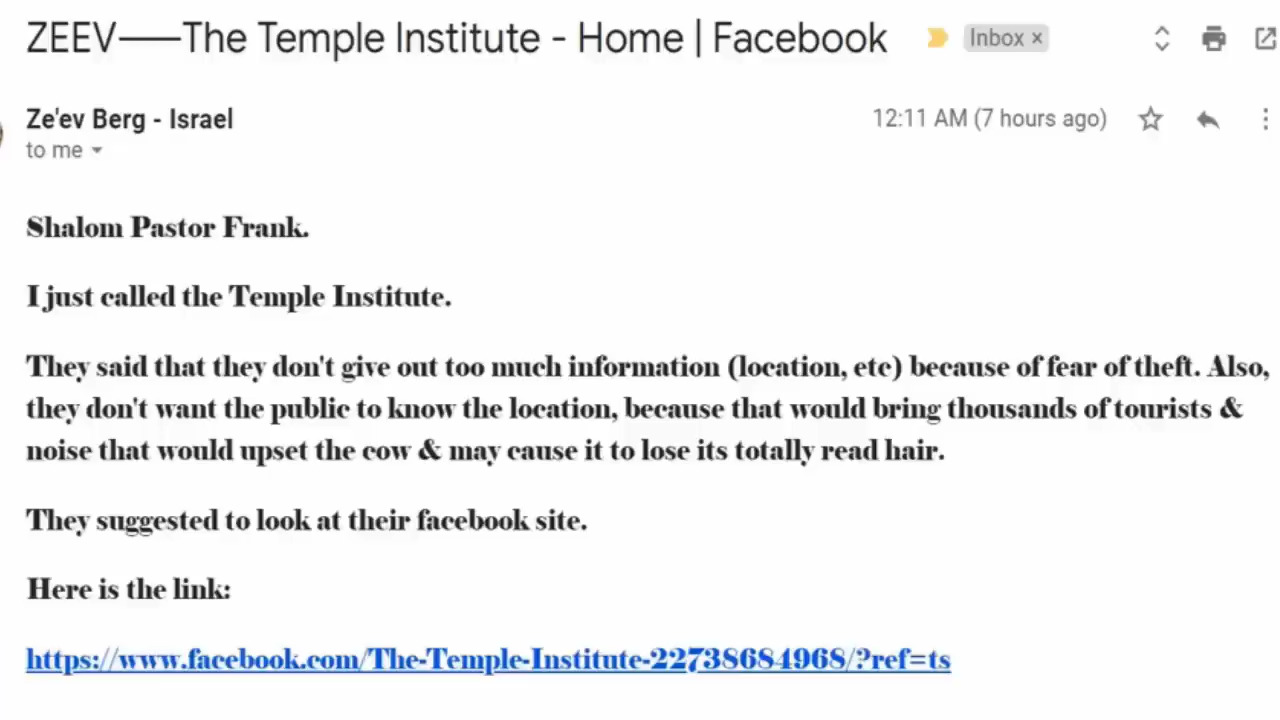 ZEEV——The Temple Institute - Home | Facebook Inbox ×
Ze'ev Berg - Israel 12:11 AM (7 hours ago)
to me
Shalom Pastor Frank.
I just called the Temple Institute.
They said that they don't give out too much information (location, etc) because of fear of theft. Also,
they don't want the public to know the location, because that would bring thousands of tourists &
noise that would upset the cow & may cause it to lose its totally read hair.
They suggested to look at their facebook site.
Here is the link:
https://www.facebook.com/The-Temple-Institute-22738684968/?ref=ts